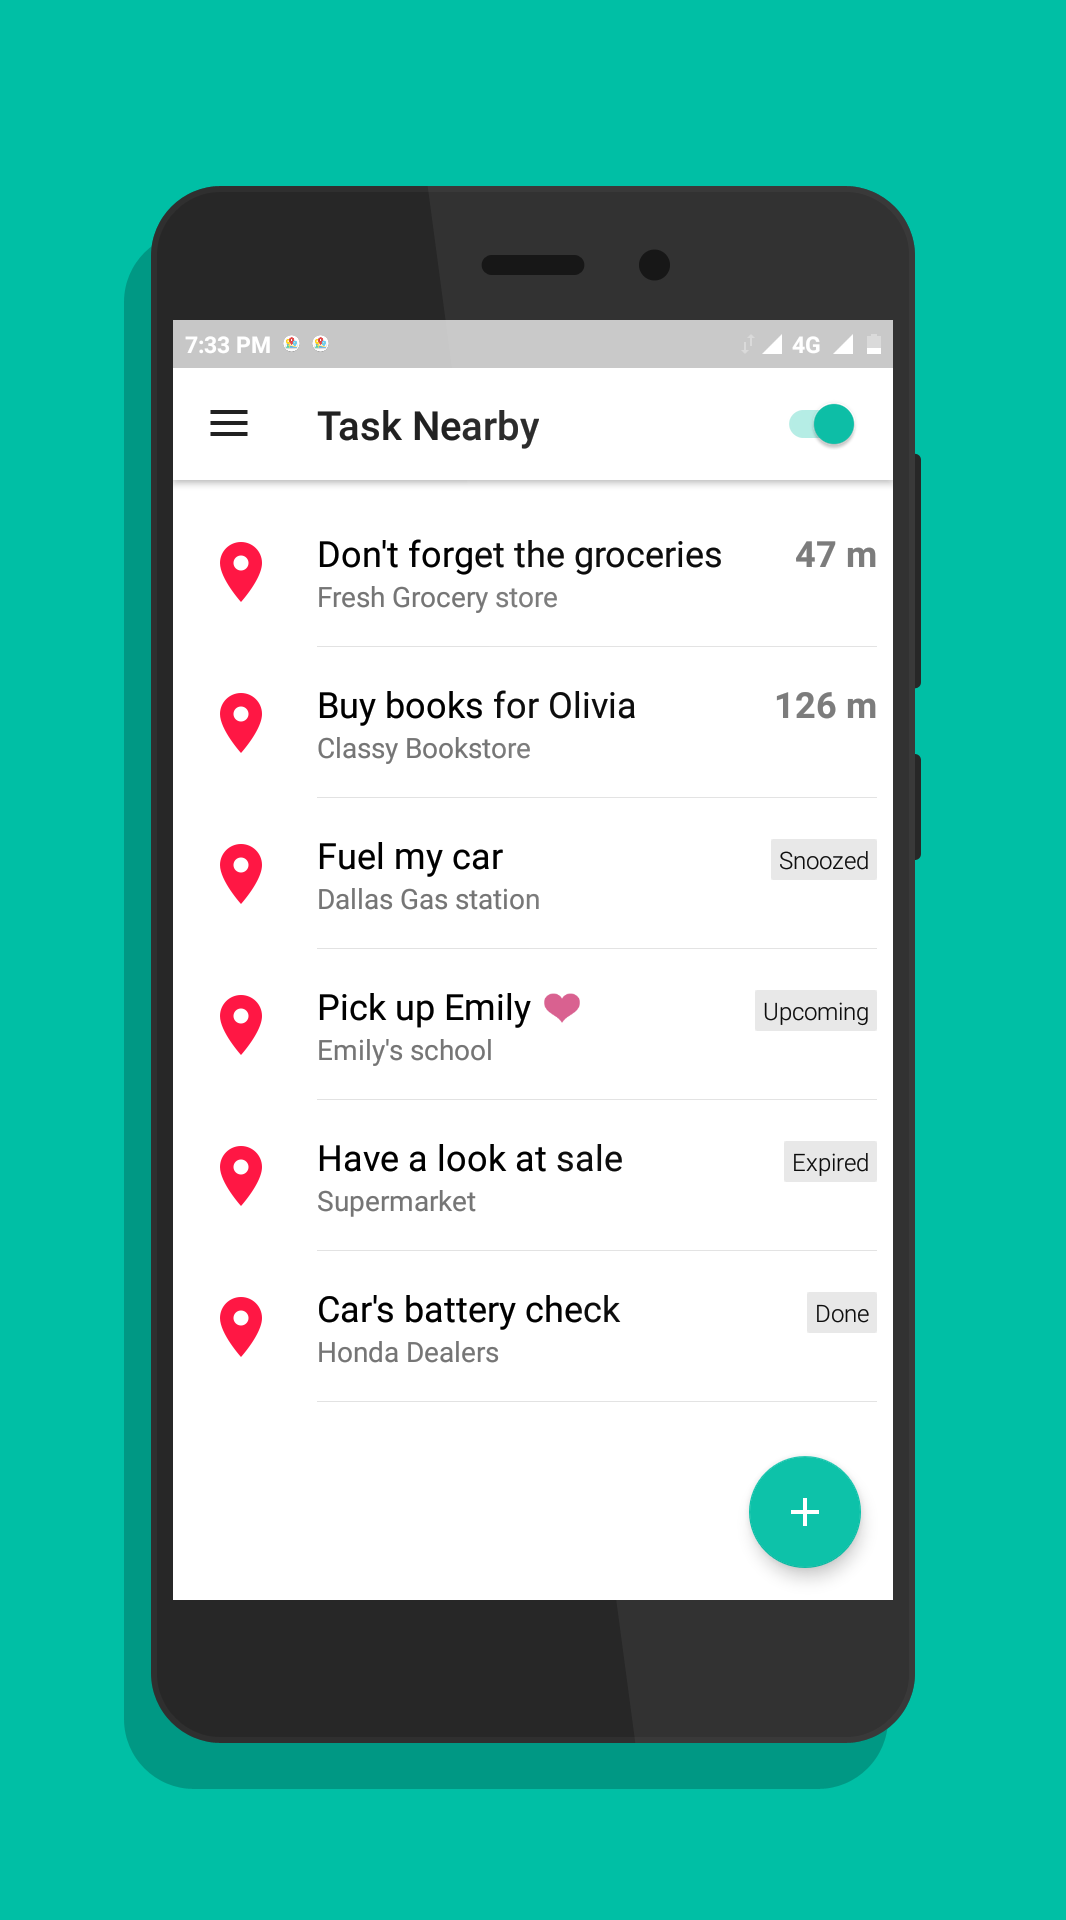 7:33 PM 4G
Task Nearby
Don't forget the groceries 47 m
Fresh Grocery store
Buy books for Olivia 126 m
Classy Bookstore
Fuel my car Snoozed
Dallas Gas station
Pick up Emily Upcoming
Emily's school
Have a look at sale Expired
Supermarket
Car's battery check Done
Honda Dealers